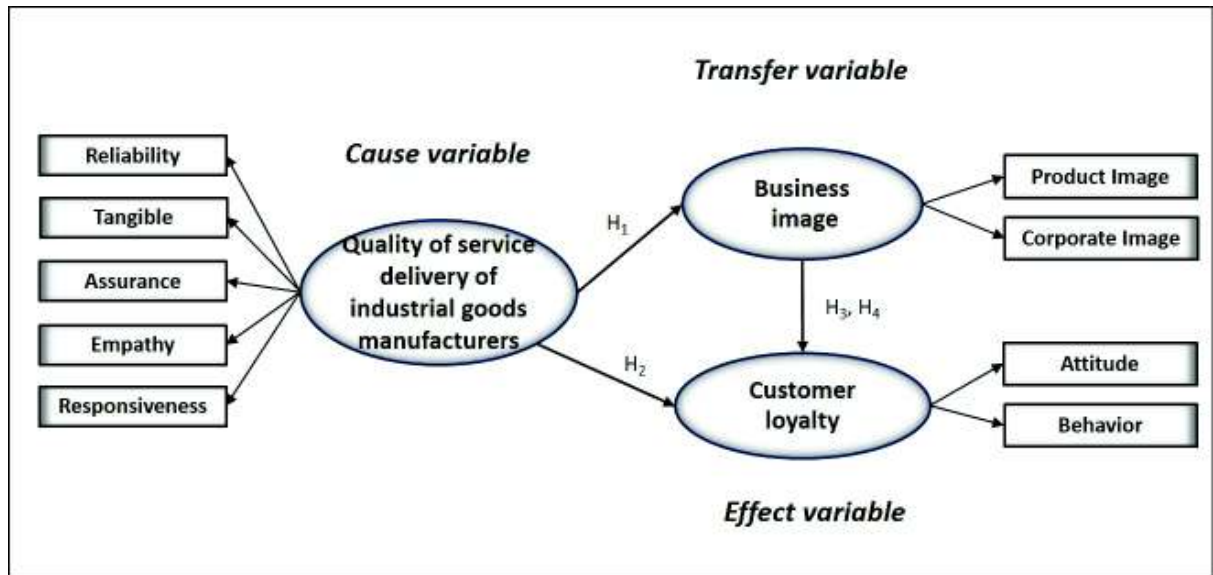 Transfer variable
Cause variable
Reliability
Tangible
Assurance
Empathy
Responsiveness
Quality of service
delivery of
industrial goods
manufacturers
H₁
H₂
Business
image
H₃, H₄
Customer
loyalty
Product Image
Corporate Image
Attitude
Behavior
Effect variable